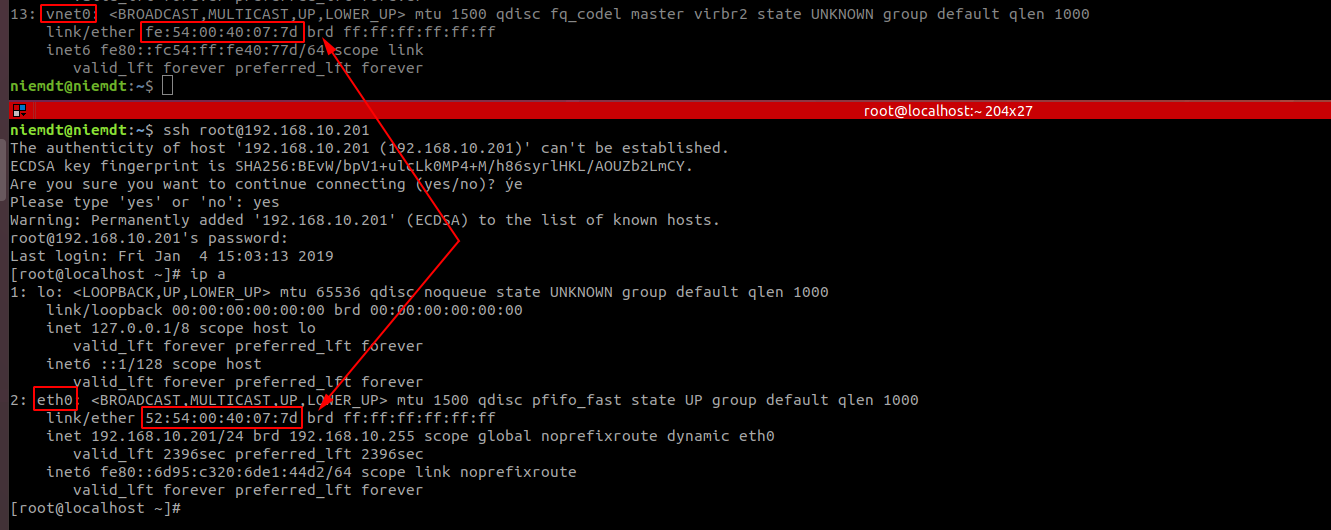 13: vnet0: <BROADCAST,MULTICAST,UP,LOWER_UP> mtu 1500 qdisc fq_codel master virbr2 state UNKNOWN group default qlen 1000
link/ether fe:54:00:40:07:7d brd ff:ff:ff:ff:ff:ff
inet6 fe80::fc54:ff:fe40:77d/64 scope link
valid_lft forever preferred_lft forever
niemdt@niemdt:~$
root@localhost:~ 204x27
niemdt@niemdt:~$ ssh root@192.168.10.201
The authenticity of host '192.168.10.201 (192.168.10.201)' can't be established.
ECDSA key fingerprint is SHA256:BEvW/bpV1+ulcLk0MP4+M/h86syrlHKL/AOUZb2LmCY.
Are you sure you want to continue connecting (yes/no)? ýe
Please type 'yes' or 'no': yes
Warning: Permanently added '192.168.10.201' (ECDSA) to the list of known hosts.
root@192.168.10.201's password:
Last login: Fri Jan  4 15:03:13 2019
[root@localhost ~]# ip a
1: lo: <LOOPBACK,UP,LOWER_UP> mtu 65536 qdisc noqueue state UNKNOWN group default qlen 1000
link/loopback 00:00:00:00:00:00 brd 00:00:00:00:00:00
inet 127.0.0.1/8 scope host lo
valid_lft forever preferred_lft forever
inet6 ::1/128 scope host
valid_lft forever preferred_lft forever
2: eth0: <BROADCAST,MULTICAST,UP,LOWER_UP> mtu 1500 qdisc pfifo_fast state UP group default qlen 1000
link/ether 52:54:00:40:07:7d brd ff:ff:ff:ff:ff:ff
inet 192.168.10.201/24 brd 192.168.10.255 scope global noprefixroute dynamic eth0
valid_lft 2396sec preferred_lft 2396sec
inet6 fe80::6d95:c320:6de1:44d2/64 scope link noprefixroute
valid_lft forever preferred_lft forever
[root@localhost ~]#